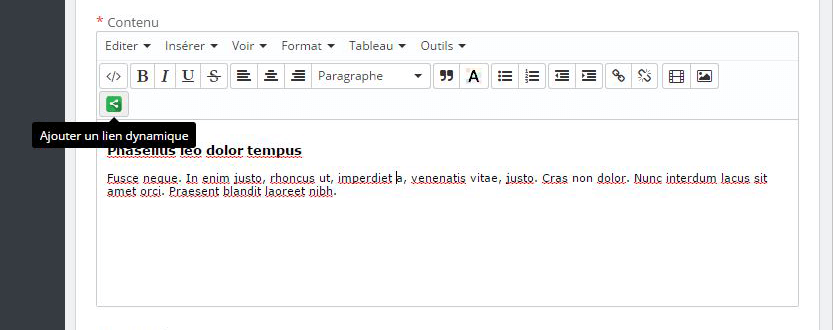 * Contenu
Editer Insérer Voir Format Tableau Outils
</> B I U S Paragraphe A
Ajouter un lien dynamique
Phasellus leo dolor tempus
Fusce neque. In enim justo, rhoncus ut, imperdiet a, venenatis vitae, justo. Cras non dolor. Nunc interdum lacus sit
amet orci. Praesent blandit laoreet nibh.